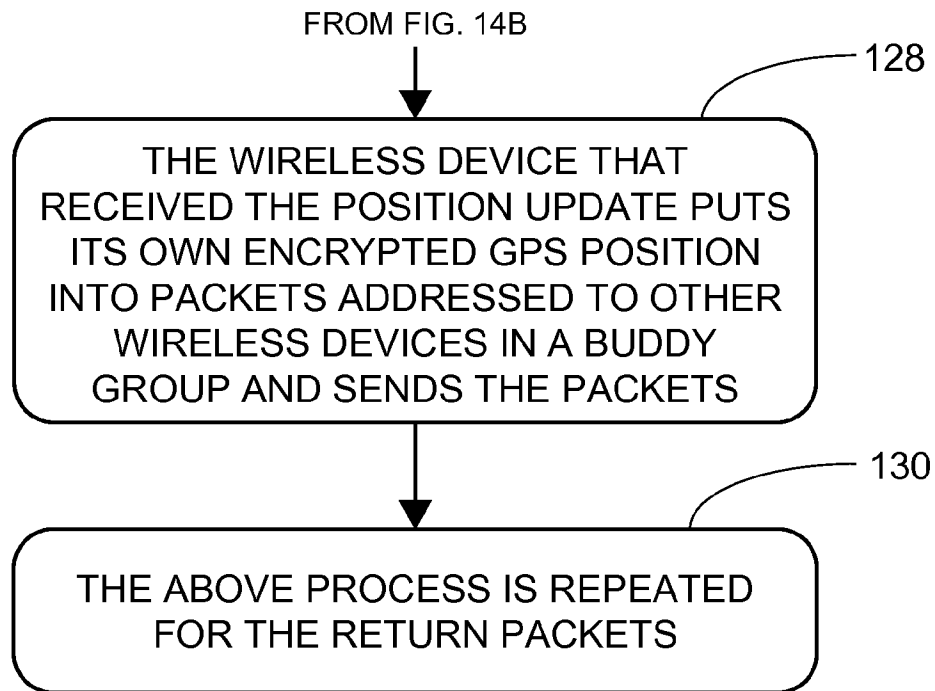 FROM FIG. 14B
128
THE WIRELESS DEVICE THAT
RECEIVED THE POSITION UPDATE PUTS
ITS OWN ENCRYPTED GPS POSITION
INTO PACKETS ADDRESSED TO OTHER
WIRELESS DEVICES IN A BUDDY
GROUP AND SENDS THE PACKETS
130
THE ABOVE PROCESS IS REPEATED
FOR THE RETURN PACKETS